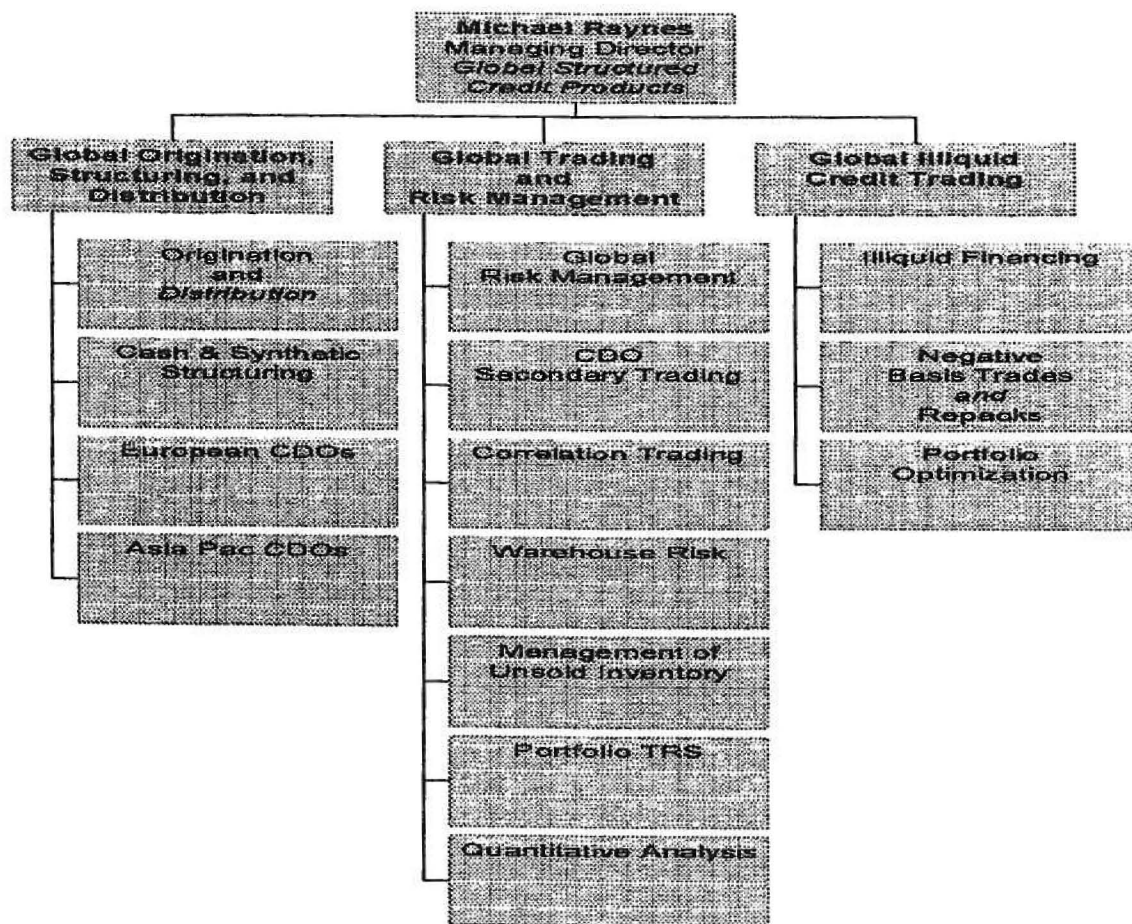 Michael Raynes
Managing Director
Global Structured
Credit Products
Global Origination,
Structuring, and
Distribution
Origination
and
Distribution
Cash & Synthetic
Structuring
European CDOs
Asia Pac CDOs
Global Trading
and
Risk Management
Global
Risk Management
CDO
Secondary Trading
Correlation Trading
Warehouse Risk
Management of
Unsold Inventory
Portfolio TRS
Quantitative Analysis
Global Illiquid
Credit Trading
Illiquid Financing
Negative
Basis Trades
and
Repacks
Portfolio
Optimization